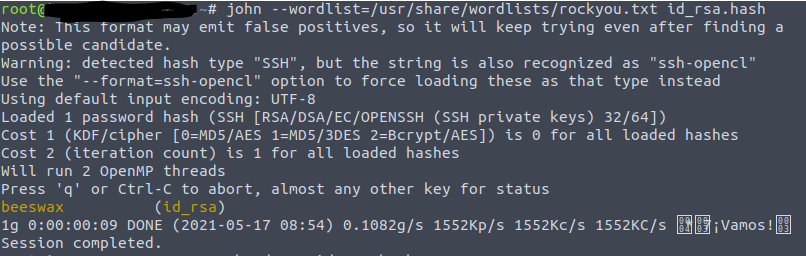 root@:~# john --wordlist=/usr/share/wordlists/rockyou.txt id_rsa.hash
Note: This format may emit false positives, so it will keep trying even after finding a
possible candidate.
Warning: detected hash type "SSH", but the string is also recognized as "ssh-opencl"
Use the "--format=ssh-opencl" option to force loading these as that type instead
Using default input encoding: UTF-8
Loaded 1 password hash (SSH [RSA/DSA/EC/OPENSSH (SSH private keys) 32/64])
Cost 1 (KDF/cipher [0=MD5/AES 1=MD5/3DES 2=Bcrypt/AES]) is 0 for all loaded hashes
Cost 2 (iteration count) is 1 for all loaded hashes
Will run 2 OpenMP threads
Press 'q' or Ctrl-C to abort, almost any other key for status
beeswax (id_rsa)
1g 0:00:00:09 DONE (2021-05-17 08:54) 0.1082g/s 1552Kp/s 1552Kc/s 1552KC/s ¡Vamos!
Session completed.